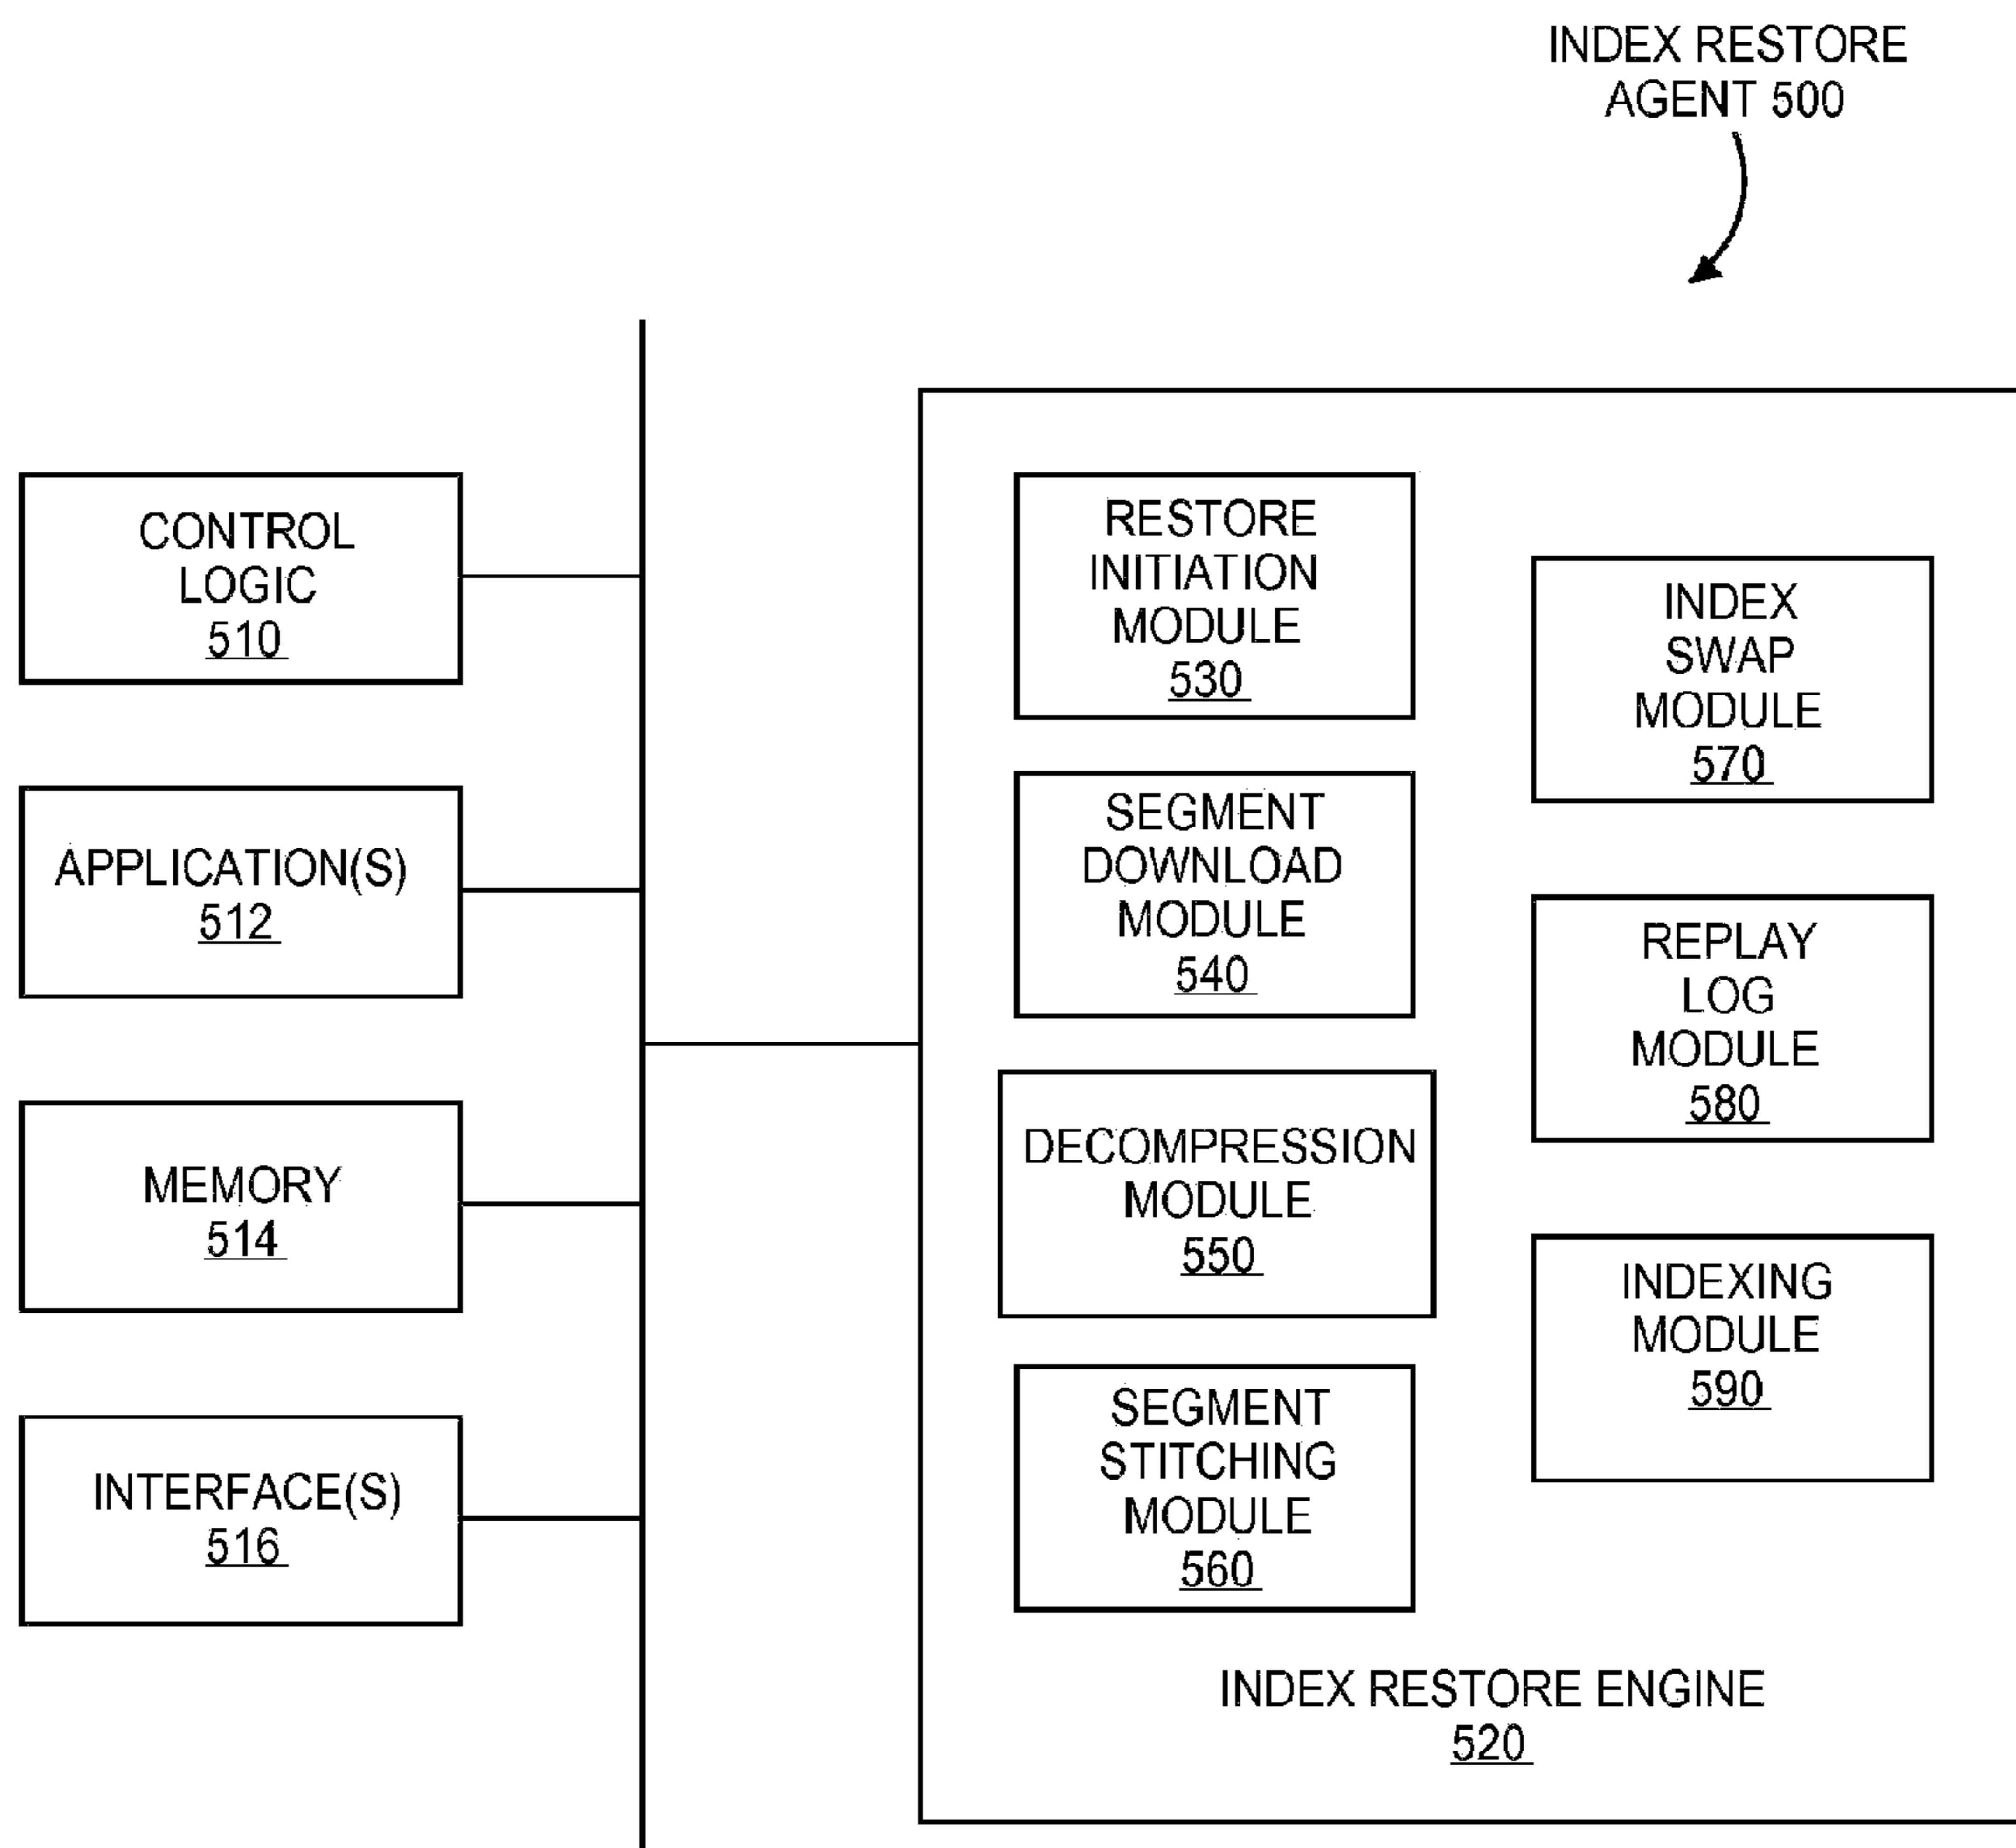 INDEX RESTORE
AGENT 500
CONTROL
LOGIC
510
APPLICATION(S)
512
MEMORY
514
INTERFACE(S)
516
RESTORE
INITIATION
MODULE
530
SEGMENT
DOWNLOAD
MODULE
540
DECOMPRESSION
MODULE
550
SEGMENT
STITCHING
MODULE
560
INDEX
SWAP
MODULE
570
REPLAY
LOG
MODULE
580
INDEXING
MODULE
590
INDEX RESTORE ENGINE
520